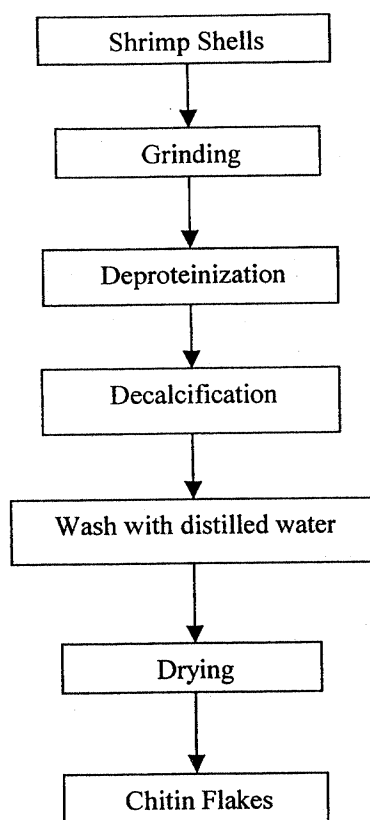 Shrimp Shells
Grinding
Deproteinization
Decalcification
Wash with distilled water
Drying
Chitin Flakes